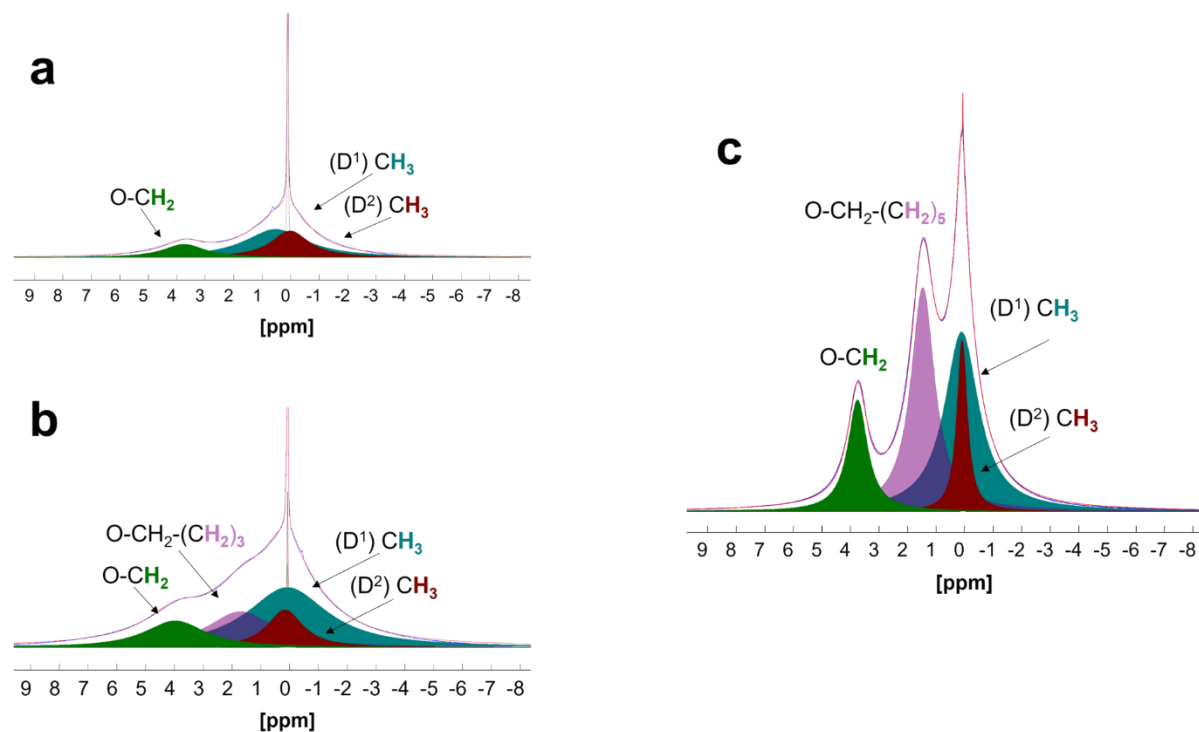 a
(D¹) CH₃
O-CH₂
(D²) CH₃
9 8 7 6 5 4 3 2 1 0 -1 -2 -3 -4 -5 -6 -7 -8
[ppm]
b
O-CH₂-(CH₂)₃
(D¹) CH₃
O-CH₂
(D²) CH₃
9 8 7 6 5 4 3 2 1 0 -1 -2 -3 -4 -5 -6 -7 -8
[ppm]
c
O-CH₂-(CH₂)₅
(D¹) CH₃
O-CH₂
(D²) CH₃
9 8 7 6 5 4 3 2 1 0 -1 -2 -3 -4 -5 -6 -7 -8
[ppm]